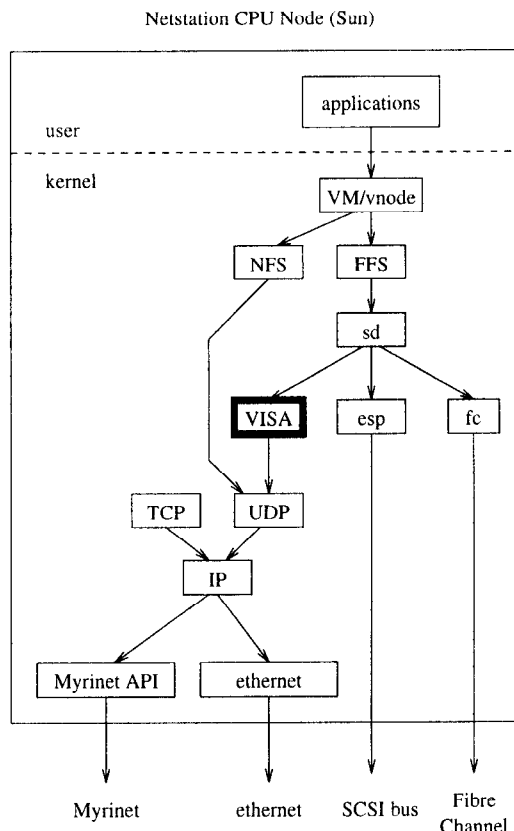 Netstation CPU Node (Sun)
applications
user
kernel
VM/vnode
NFS
FFS
sd
VISA
esp
fc
TCP
UDP
IP
Myrinet API
ethernet
Myrinet
ethernet
SCSI bus
Fibre
Channel